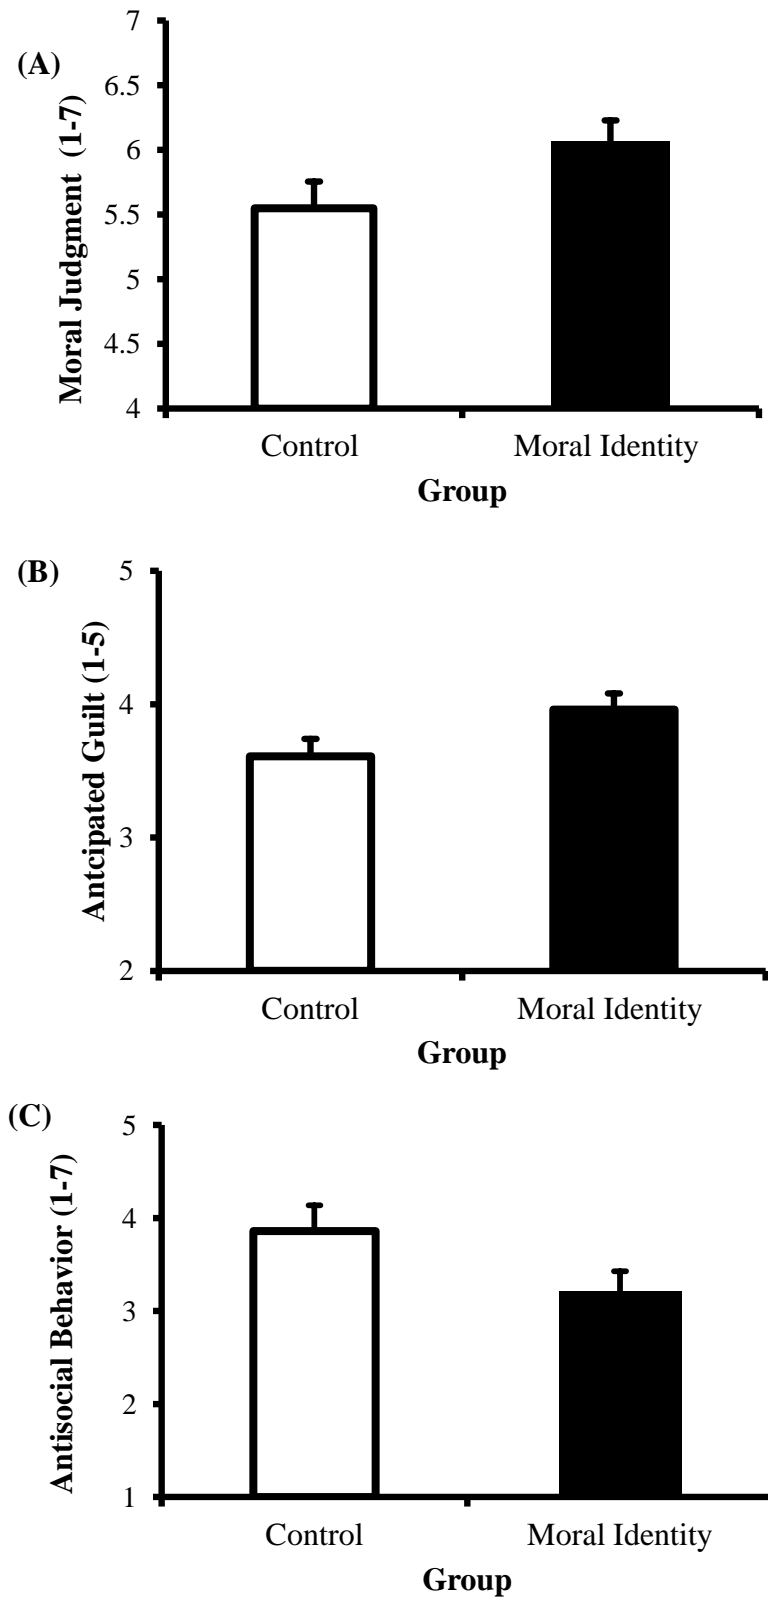 (A)
Moral Judgment (1-7)
7
6.5
6
5.5
5
4.5
4
Control
Moral Identity
Group
(B)
Antcipated Guilt (1-5)
5
4
3
2
Control
Moral Identity
Group
(C)
Antisocial Behavior (1-7)
5
4
3
2
1
Control
Moral Identity
Group